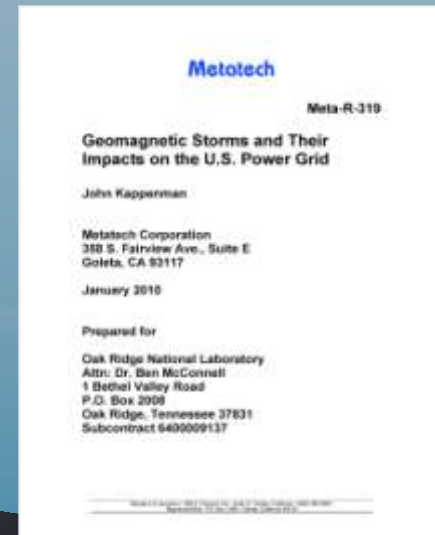 Metatech
Meta-R-319
Geomagnetic Storms and Their
Impacts on the U.S. Power Grid
John Kappenman
Metatech Corporation
358 S. Fairview Ave., Suite E
Goleta, CA 93117
January 2010
Prepared for
Oak Ridge National Laboratory
Attn: Dr. Ben McConnell
1 Bethel Valley Road
P.O. Box 2008
Oak Ridge, Tennessee 37831
Subcontract 6400009137